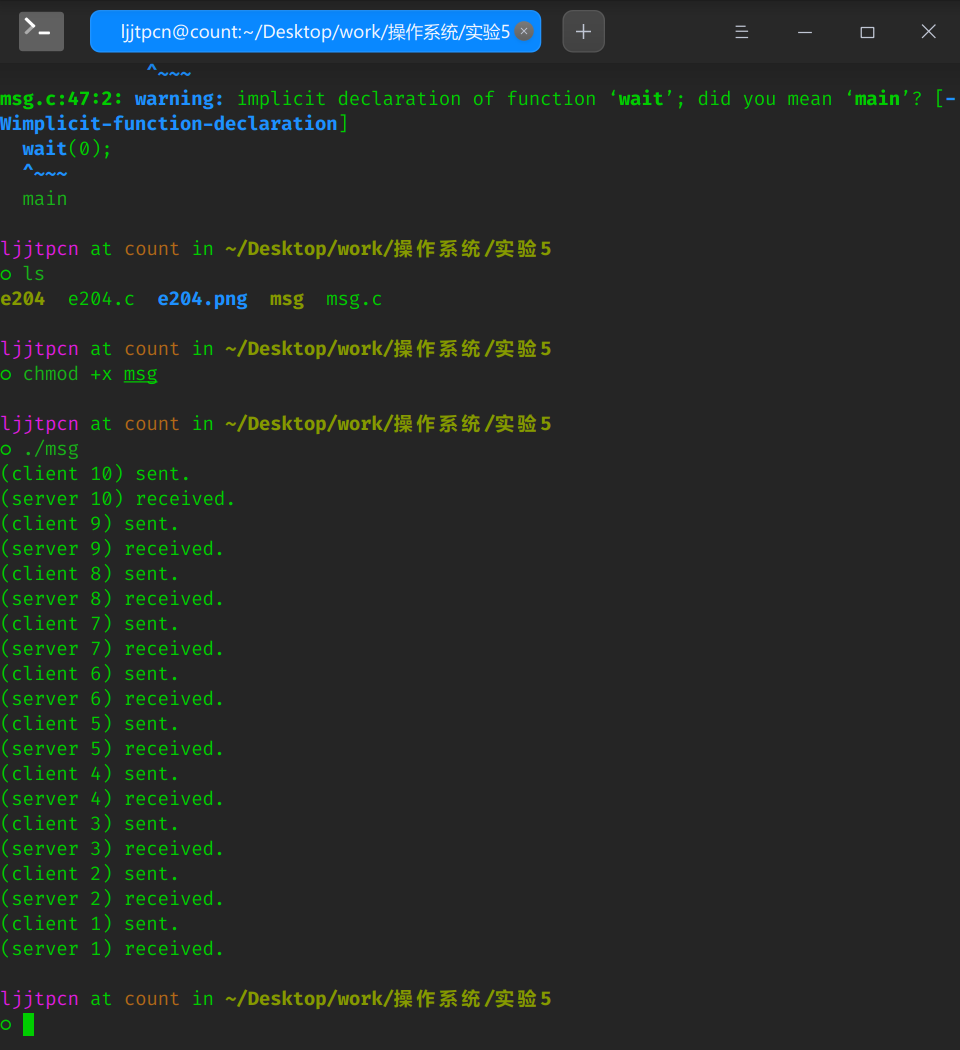 ljjtpcn@count:~/Desktop/work/操作系统/实验5
^~~~
msg.c:47:2: warning: implicit declaration of function ‘wait’; did you mean ‘main’? [-
Wimplicit-function-declaration]
wait(0);
^~~~
main
ljjtpcn at count in ~/Desktop/work/操作系统/实验5
○ ls
e204 e204.c e204.png msg msg.c
ljjtpcn at count in ~/Desktop/work/操作系统/实验5
○ chmod +x msg
ljjtpcn at count in ~/Desktop/work/操作系统/实验5
○ ./msg
(client 10) sent.
(server 10) received.
(client 9) sent.
(server 9) received.
(client 8) sent.
(server 8) received.
(client 7) sent.
(server 7) received.
(client 6) sent.
(server 6) received.
(client 5) sent.
(server 5) received.
(client 4) sent.
(server 4) received.
(client 3) sent.
(server 3) received.
(client 2) sent.
(server 2) received.
(client 1) sent.
(server 1) received.
ljjtpcn at count in ~/Desktop/work/操作系统/实验5
○